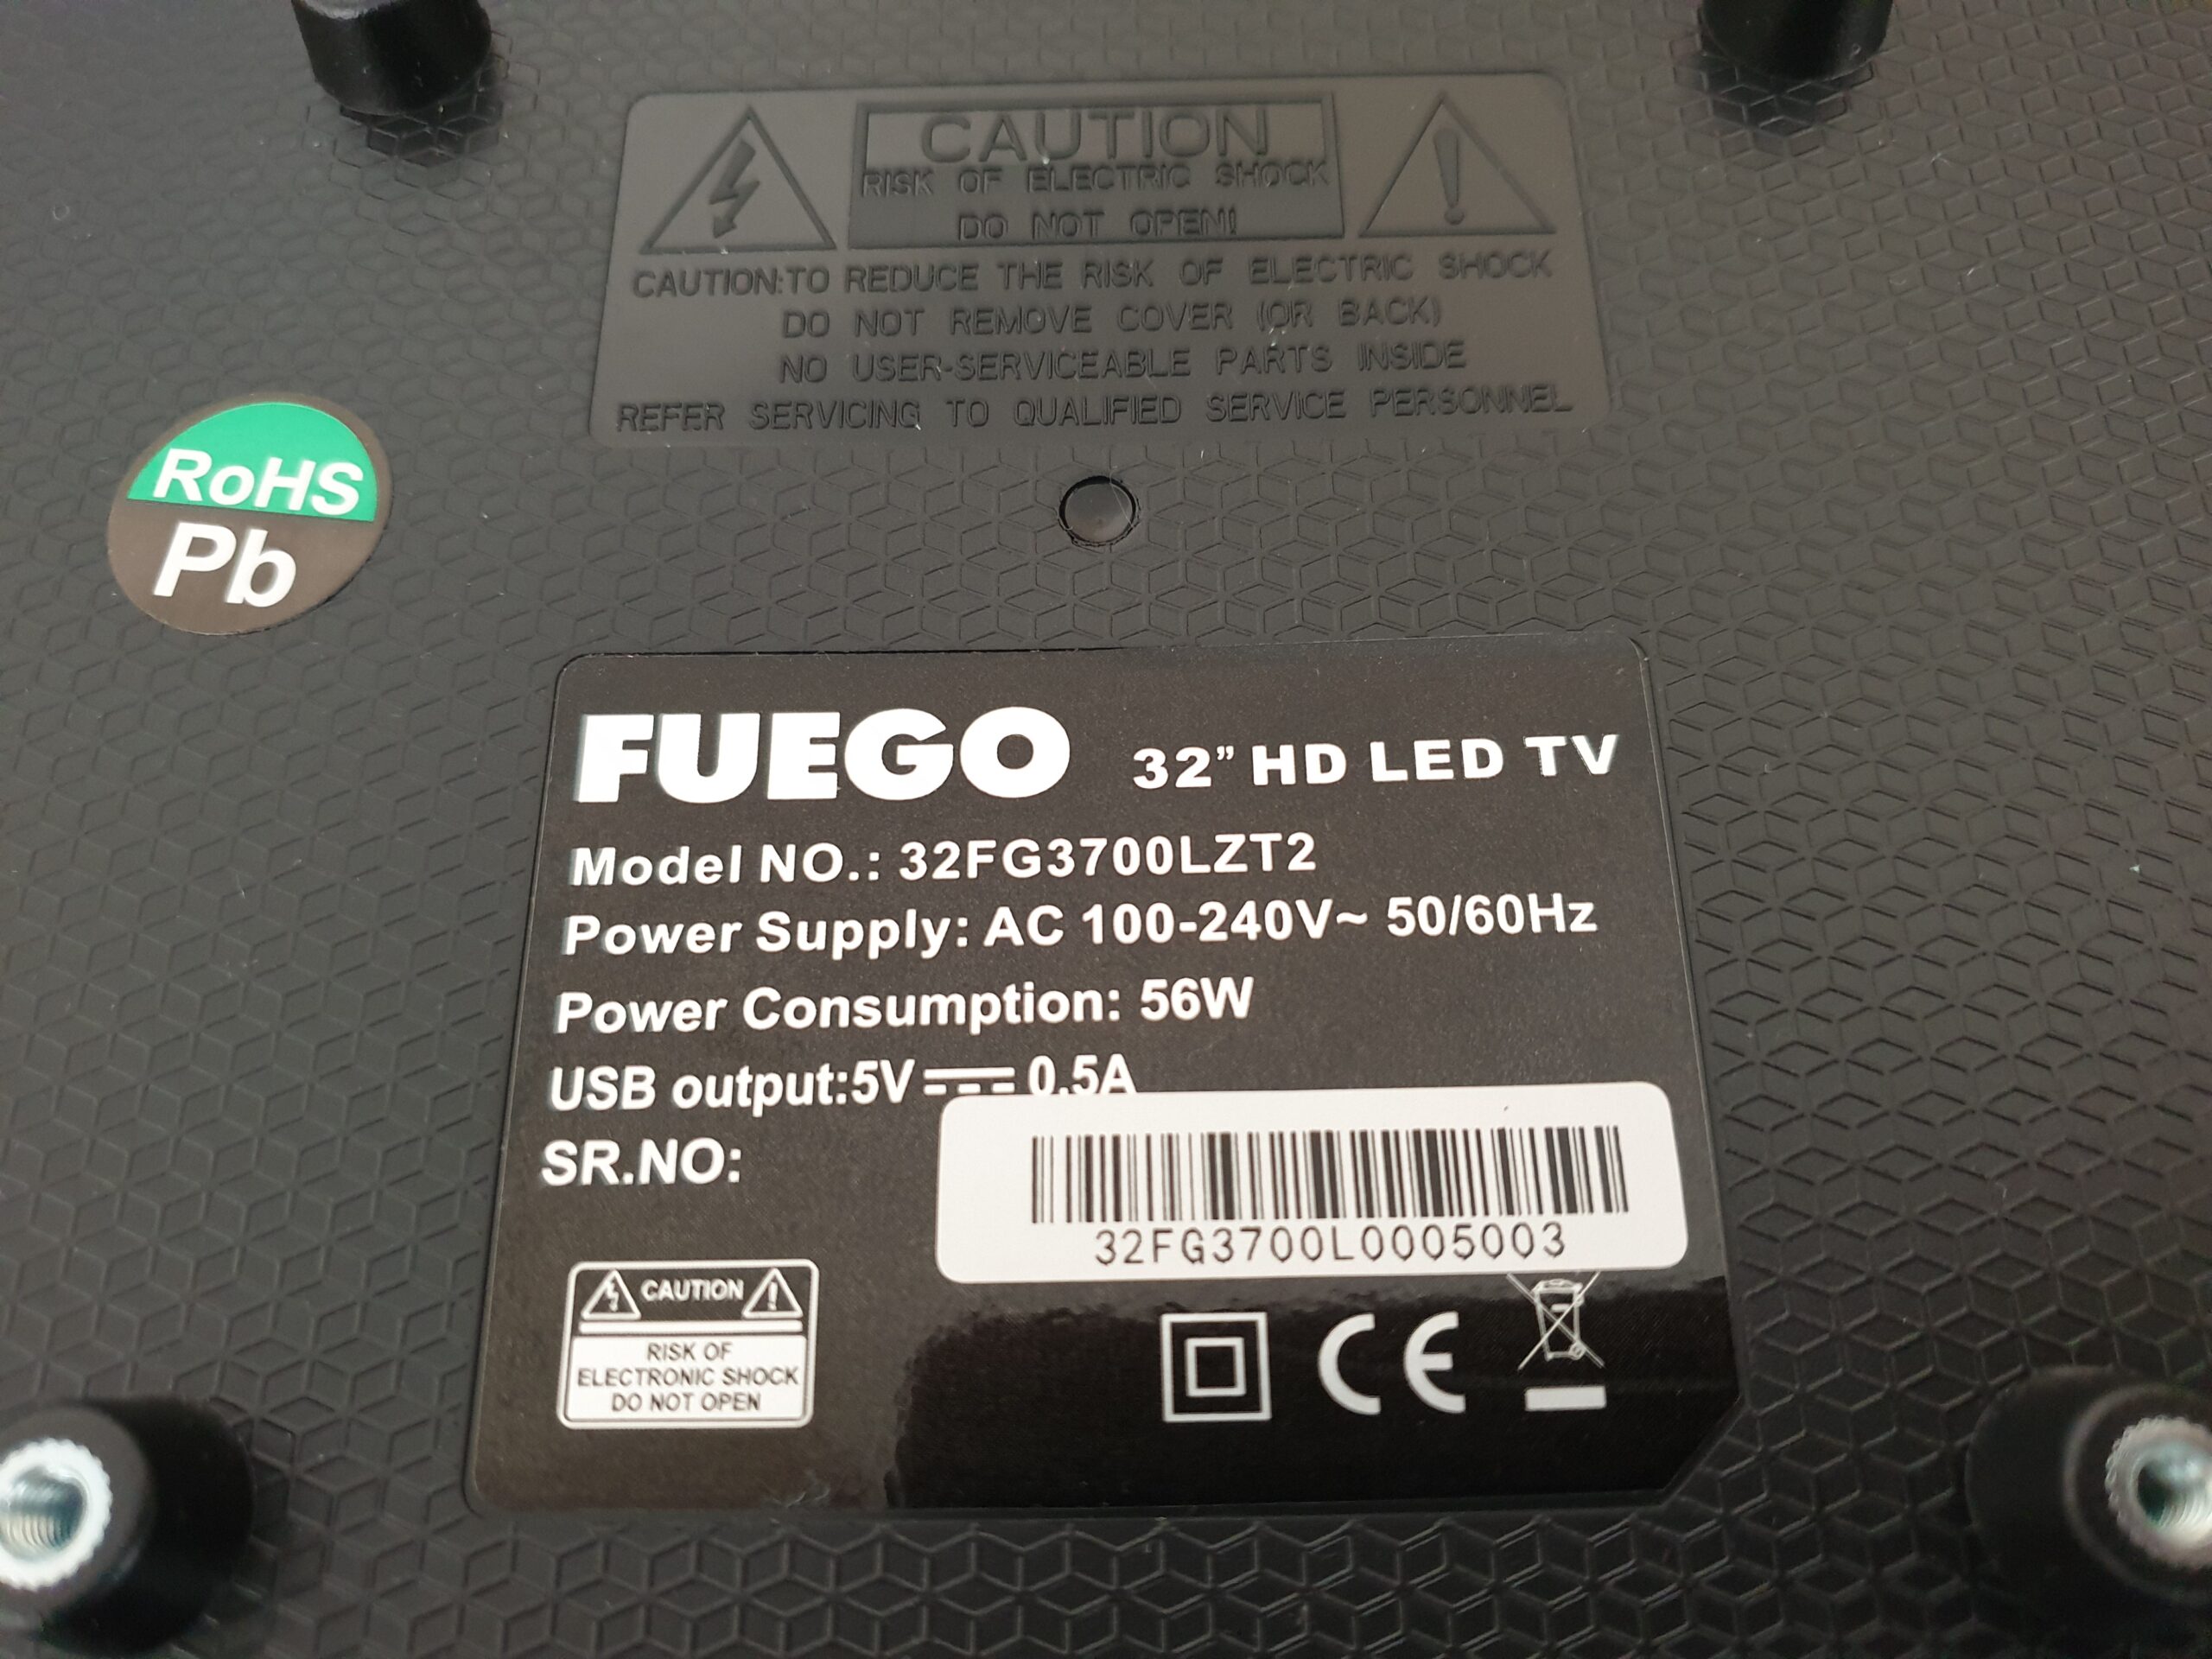 CAUTION
RISK OF ELECTRIC SHOCK
DO NOT OPEN!
CAUTION:TO REDUCE THE RISK OF ELECTRIC SHOCK
DO NOT REMOVE COVER (OR BACK)
NO USER-SERVICEABLE PARTS INSIDE
REFER SERVICING TO QUALIFIED SERVICE PERSONNEL
RoHS
Pb
FUEGO 32” HD LED TV
Model NO.: 32FG3700LZT2
Power Supply: AC 100-240V~ 50/60Hz
Power Consumption: 56W
USB output:5V⎓0.5A
SR.NO:
32FG3700L0005003
CAUTION
RISK OF
ELECTRONIC SHOCK
DO NOT OPEN
CE